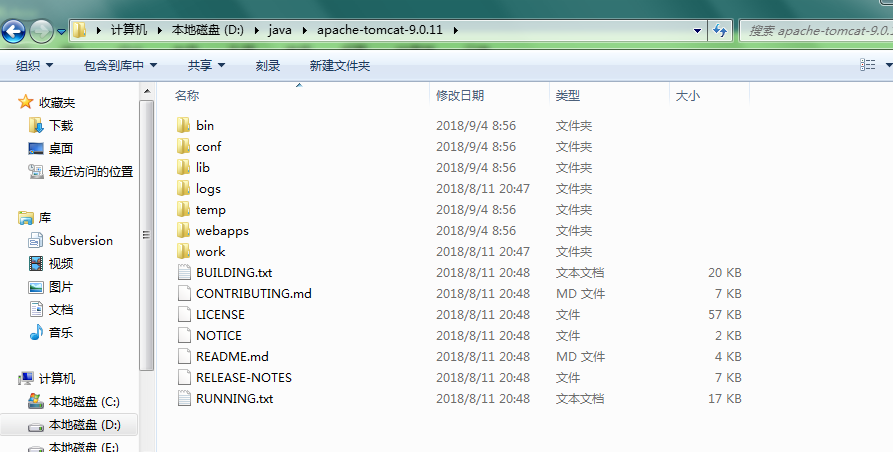 计算机 本地磁盘 (D:) java apache-tomcat-9.0.11 搜索 apache-tomcat-9.0.1
组织 包含到库中 共享 刻录 新建文件夹
收藏夹
下载
桌面
最近访问的位置
库
Subversion
视频
图片
文档
音乐
计算机
本地磁盘 (C:)
本地磁盘 (D:)
本地磁盘 (E:)
名称 修改日期 类型 大小
bin 2018/9/4 8:56 文件夹
conf 2018/9/4 8:56 文件夹
lib 2018/9/4 8:56 文件夹
logs 2018/8/11 20:47 文件夹
temp 2018/9/4 8:56 文件夹
webapps 2018/9/4 8:56 文件夹
work 2018/8/11 20:47 文件夹
BUILDING.txt 2018/8/11 20:48 文本文档 20 KB
CONTRIBUTING.md 2018/8/11 20:48 MD 文件 7 KB
LICENSE 2018/8/11 20:48 文件 57 KB
NOTICE 2018/8/11 20:48 文件 2 KB
README.md 2018/8/11 20:48 MD 文件 4 KB
RELEASE-NOTES 2018/8/11 20:48 文件 7 KB
RUNNING.txt 2018/8/11 20:48 文本文档 17 KB